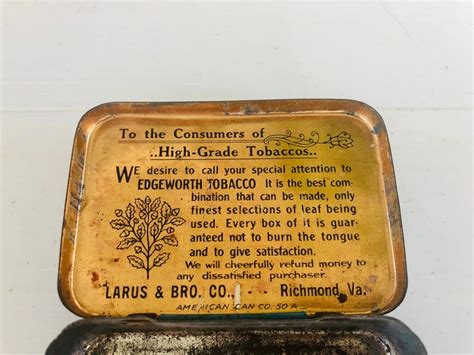 To the Consumers of
..High-Grade Tobaccos..
WE desire to call your special attention to
EDGEWORTH TOBACCO It is the best com-
bination that can be made, only
finest selections of leaf being
used. Every box of it is guar-
anteed not to burn the tongue
and to give satisfaction.
We will cheerfully refund money to
any dissatisfied purchaser.
LARUS & BRO. CO. Richmond, Va.
AMERICAN CAN CO. 50 A